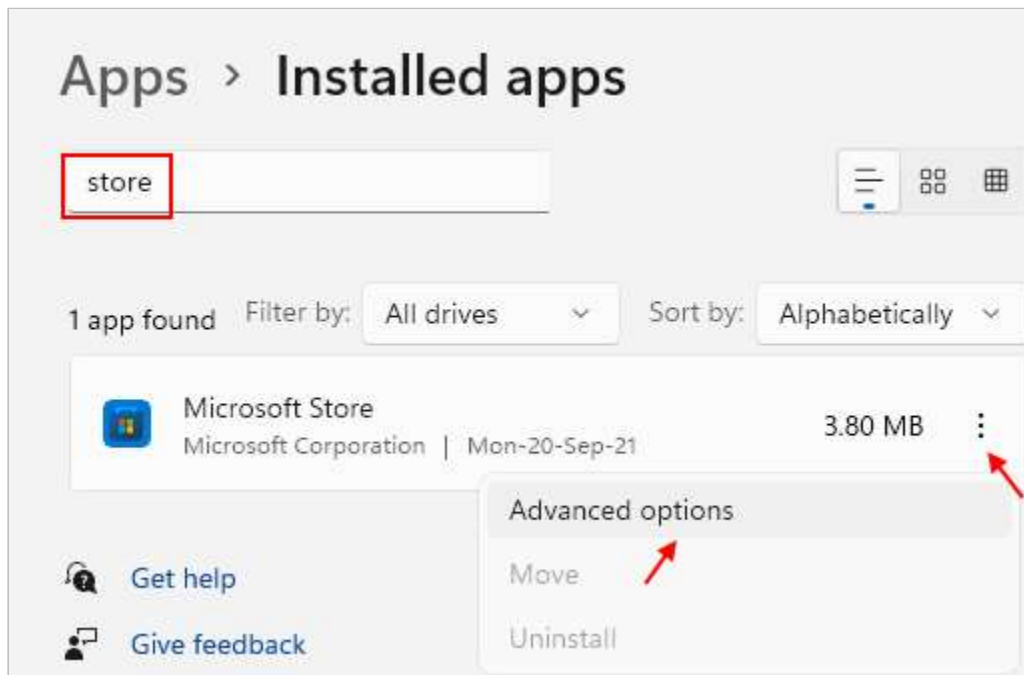 Apps > Installed apps
store
1 app found Filter by: All drives Sort by: Alphabetically
Microsoft Store
Microsoft Corporation | Mon-20-Sep-21
3.80 MB
Advanced options
Move
Uninstall
Get help
Give feedback